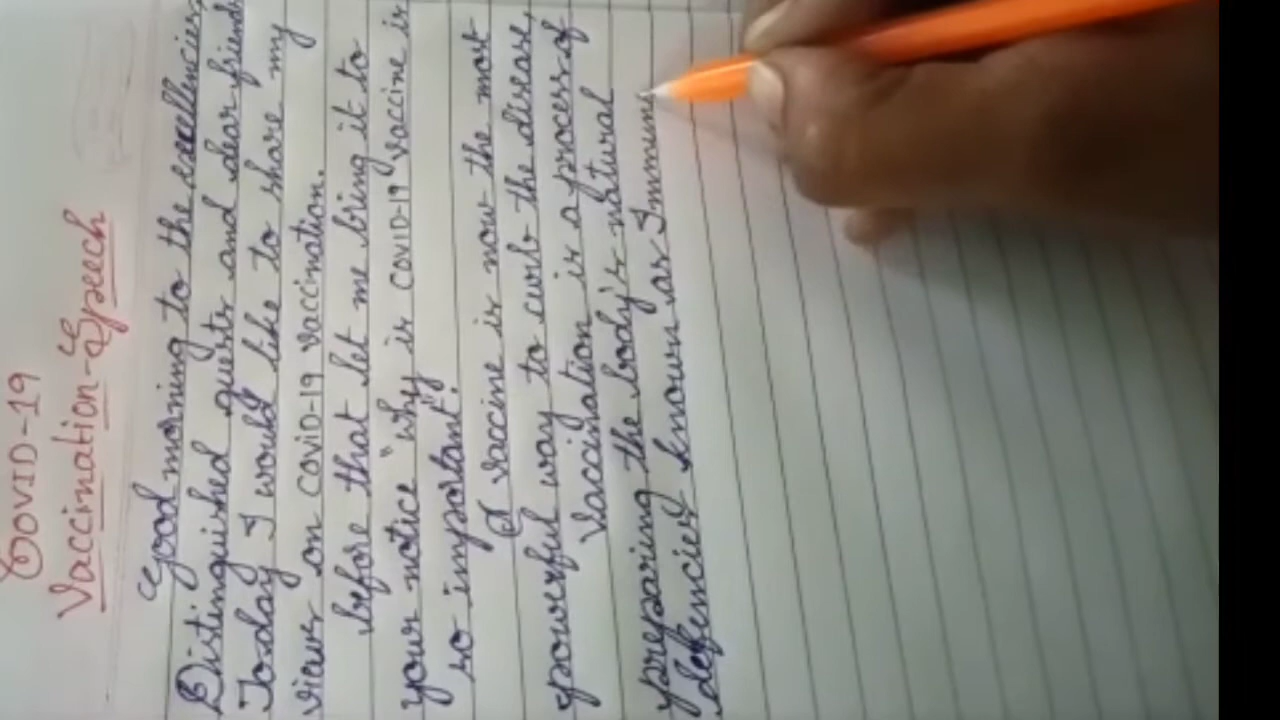 COVID-19
Vaccination-Speech
Good morning to the excellencies,
Distinguished guests and dear friends
Today I would like to share my
views on COVID-19 vaccination.
before that let me bring it to
your notice "why is COVID-19 vaccine is
so important".
A vaccine is now the most
powerful way to curb the disease,
Vaccination is a process of
preparing the body's natural
defencies known as Immun